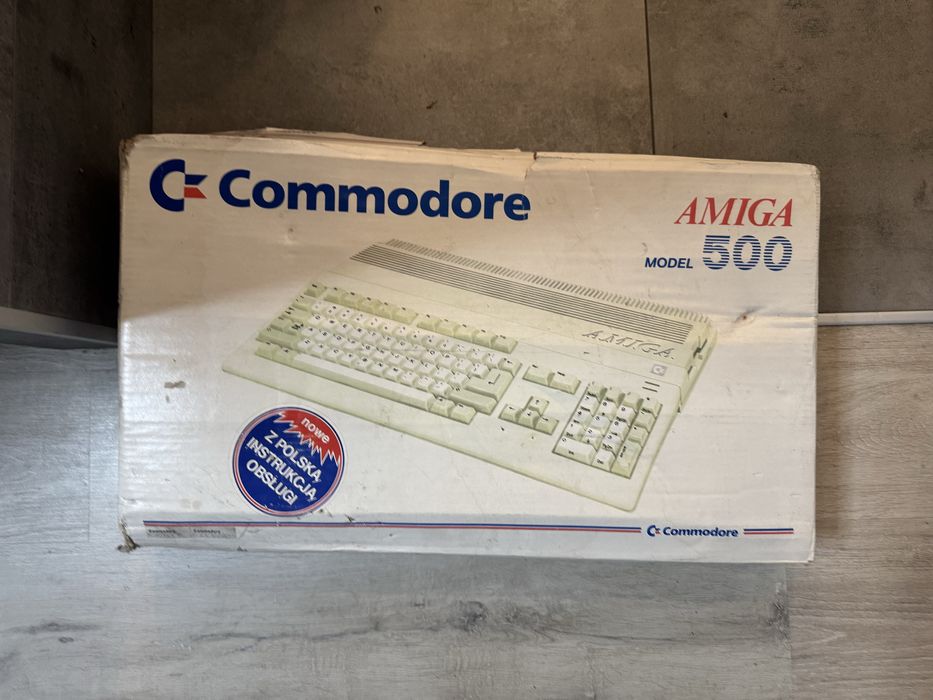 Commodore
AMIGA
MODEL 500
AMIGA
nowe
Z POLSKĄ
INSTRUKCJĄ
OBSŁUGI
Commodore